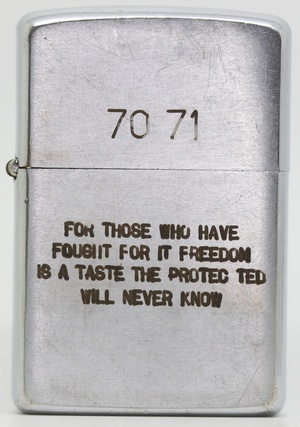 70 71
FOR THOSE WHO HAVE
FOUGHT FOR IT FREEDOM
IS A TASTE THE PROTEC TED
WILL NEVER KNOW